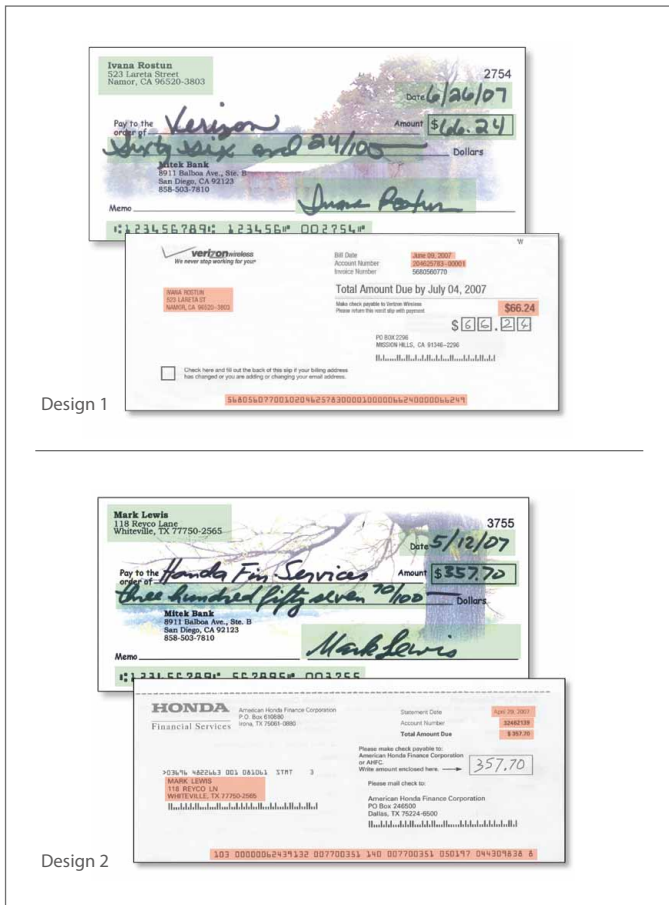 Ivana Rostun
523 Lareta Street
Namor, CA 96520-3803
2754
Date 6/26/07
Pay to the order of Verizon
Amount $66.24
Sixty six and 24/100 Dollars
Mitek Bank
8911 Balboa Ave., Ste. B
San Diego, CA 92123
858-503-7810
Memo Ivana Rostun
⑆123456789⑆ 123456⑈ 002754⑈
W
verizonwireless
We never stop working for you®
Bill Date June 09, 2007
Account Number 204625783-00001
Invoice Number 5680560770
Total Amount Due by July 04, 2007
Make check payable to Verizon Wireless
Please return this remit slip with payment
$66.24
$66.24
IVANA ROSTUN
523 LARETA ST
NAMOR, CA 96520-3803
PO BOX 2296
MISSION HILLS, CA 91346-2296
Check here and fill out the back of this slip if your billing address
has changed or you are adding or changing your email address.
Design 1
Mark Lewis
118 Reyco Lane
Whiteville, TX 77750-2565
3755
Date 5/12/07
Pay to the order of Honda Fin Services
Amount $357.70
three hundred fifty seven 70/100 Dollars
Mitek Bank
8911 Balboa Ave., Ste. B
San Diego, CA 92123
858-503-7810
Memo Mark Lewis
HONDA
Financial Services
American Honda Finance Corporation
P.O. Box
TX
Statement Date April 29, 2007
Account Number
Total Amount Due $ 357.70
Please make check payable to:
American Honda Finance Corporation
or AHFC.
Write amount enclosed here. 357.70
Please mail check to:
MARK LEWIS
118 REYCO LN
WHITEVILLE, TX 77750-2565
American Honda Finance Corporation
PO Box 246500
Dallas, TX 75224-6500
Design 2